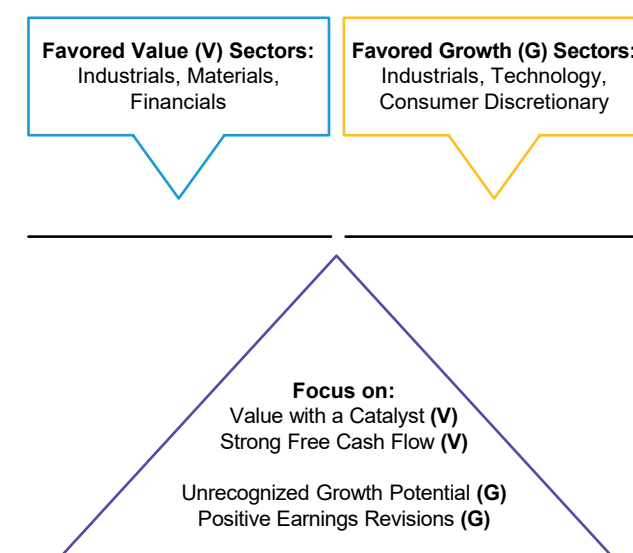 Favored Value (V) Sectors:
Industrials, Materials,
Financials
Favored Growth (G) Sectors:
Industrials, Technology,
Consumer Discretionary
Focus on:
Value with a Catalyst (V)
Strong Free Cash Flow (V)
Unrecognized Growth Potential (G)
Positive Earnings Revisions (G)